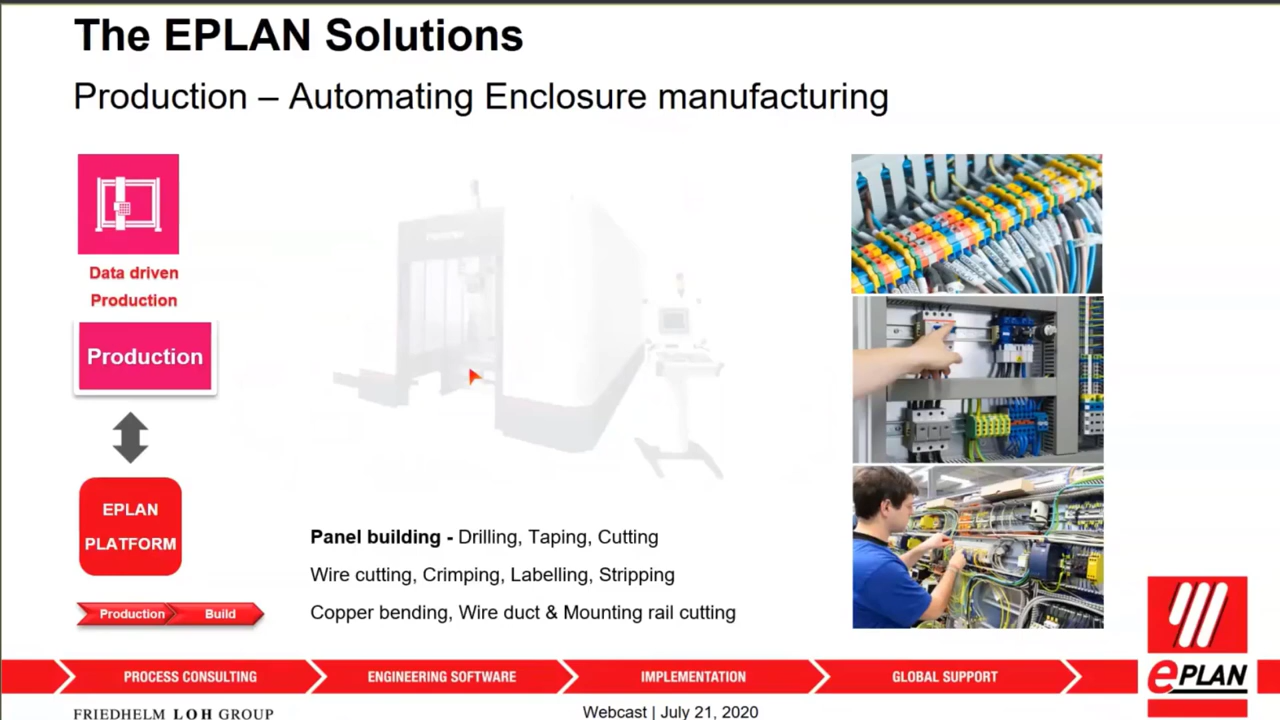 The EPLAN Solutions
Production – Automating Enclosure manufacturing
Data driven
Production
Production
EPLAN
PLATFORM
Production
Build
Panel building - Drilling, Taping, Cutting
Wire cutting, Crimping, Labelling, Stripping
Copper bending, Wire duct & Mounting rail cutting
ePLAN
PROCESS CONSULTING
ENGINEERING SOFTWARE
IMPLEMENTATION
GLOBAL SUPPORT
FRIEDHELM LOH GROUP
Webcast | July 21, 2020